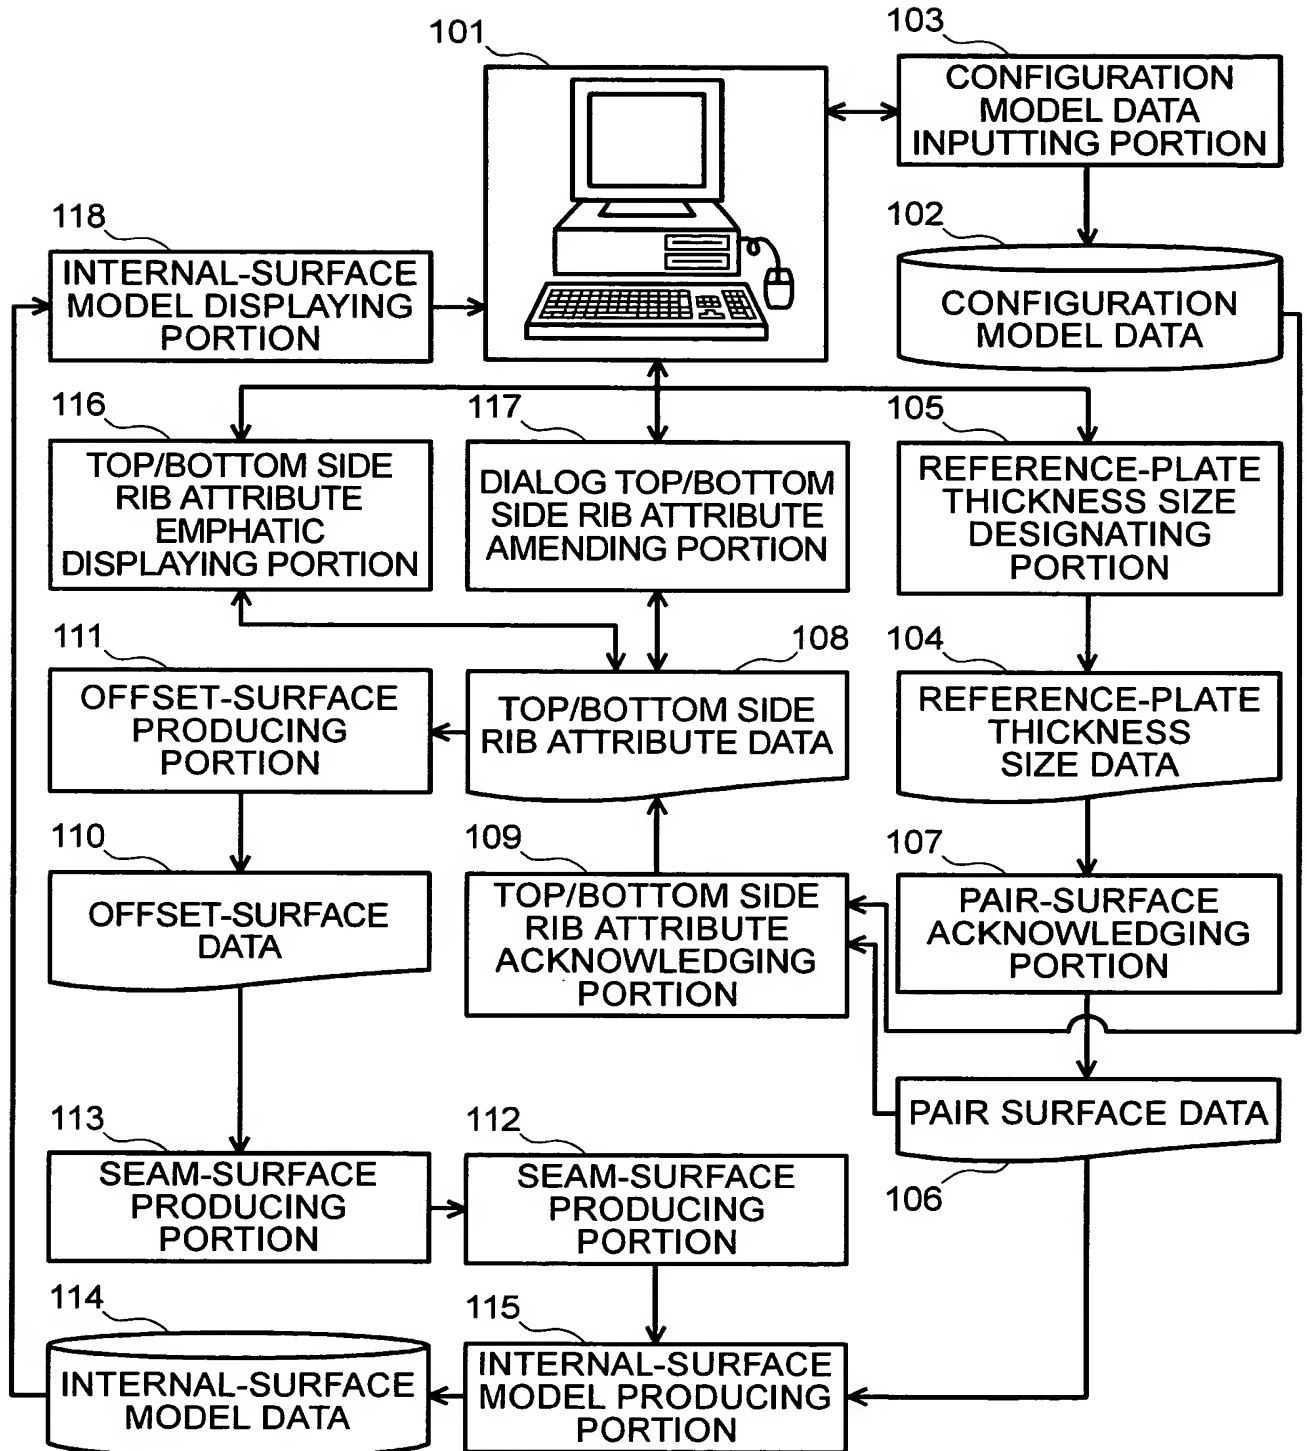 101
103
CONFIGURATION
MODEL DATA
INPUTTING PORTION
118
INTERNAL-SURFACE
MODEL DISPLAYING
PORTION
102
CONFIGURATION
MODEL DATA
116
TOP/BOTTOM SIDE
RIB ATTRIBUTE
EMPHATIC
DISPLAYING PORTION
117
DIALOG TOP/BOTTOM
SIDE RIB ATTRIBUTE
AMENDING PORTION
105
REFERENCE-PLATE
THICKNESS SIZE
DESIGNATING
PORTION
111
OFFSET-SURFACE
PRODUCING
PORTION
108
TOP/BOTTOM SIDE
RIB ATTRIBUTE DATA
104
REFERENCE-PLATE
THICKNESS
SIZE DATA
110
OFFSET-SURFACE
DATA
109
TOP/BOTTOM SIDE
RIB ATTRIBUTE
ACKNOWLEDGING
PORTION
107
PAIR-SURFACE
ACKNOWLEDGING
PORTION
113
SEAM-SURFACE
PRODUCING
PORTION
112
SEAM-SURFACE
PRODUCING
PORTION
PAIR SURFACE DATA
106
114
INTERNAL-SURFACE
MODEL DATA
115
INTERNAL-SURFACE
MODEL PRODUCING
PORTION